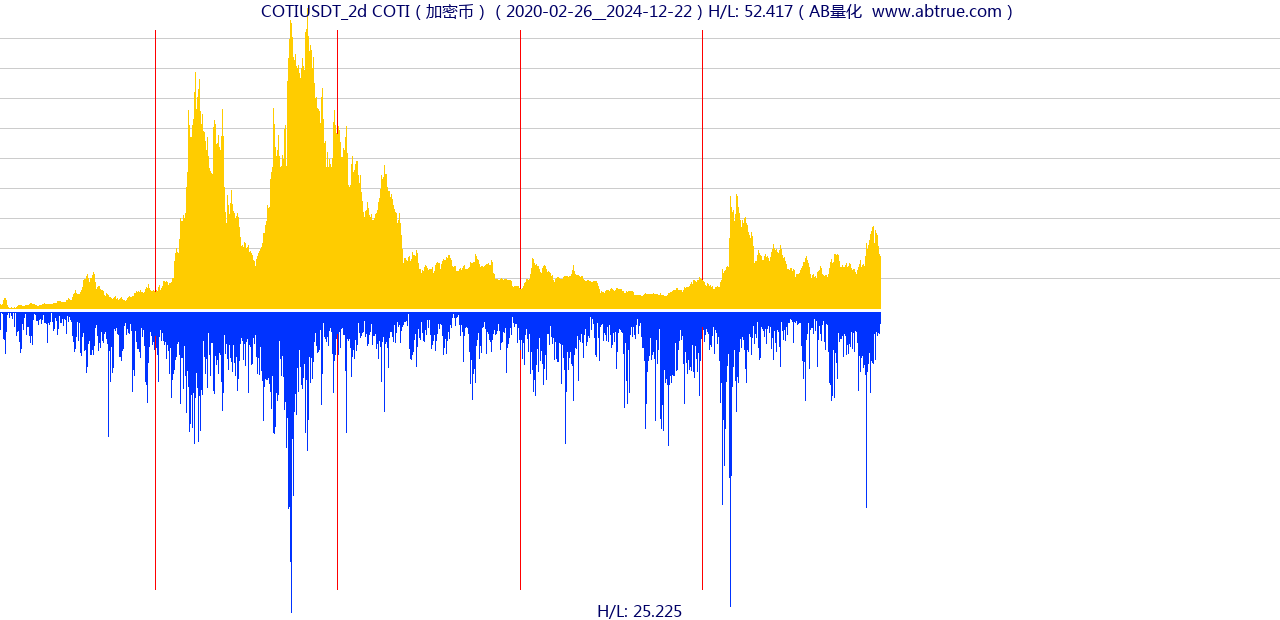 COTIUSDT_2d COTI ( 加密币 ) ( 2020-02-26__2024-12-22 ) H/L: 52.417 ( AB量化  www.abtrue.com )
H/L: 25.225